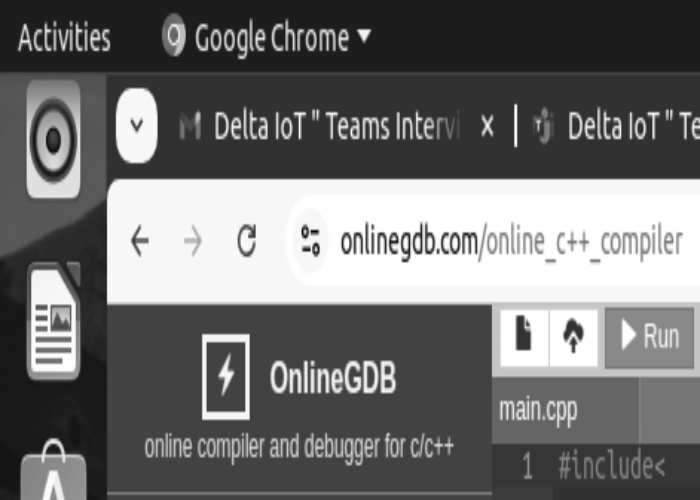 Activities Google Chrome
Delta IoT " Teams Intervi × Delta IoT " Te
onlinegdb.com/online_c++_compiler
OnlineGDB
online compiler and debugger for c/c++
Run
main.cpp
1 #include<